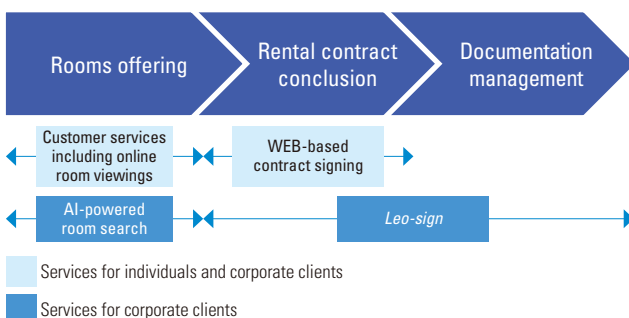 Rooms offering
Rental contract
conclusion
Documentation
management
Customer services
including online
room viewings
WEB-based
contract signing
AI-powered
room search
Leo-sign
Services for individuals and corporate clients
Services for corporate clients